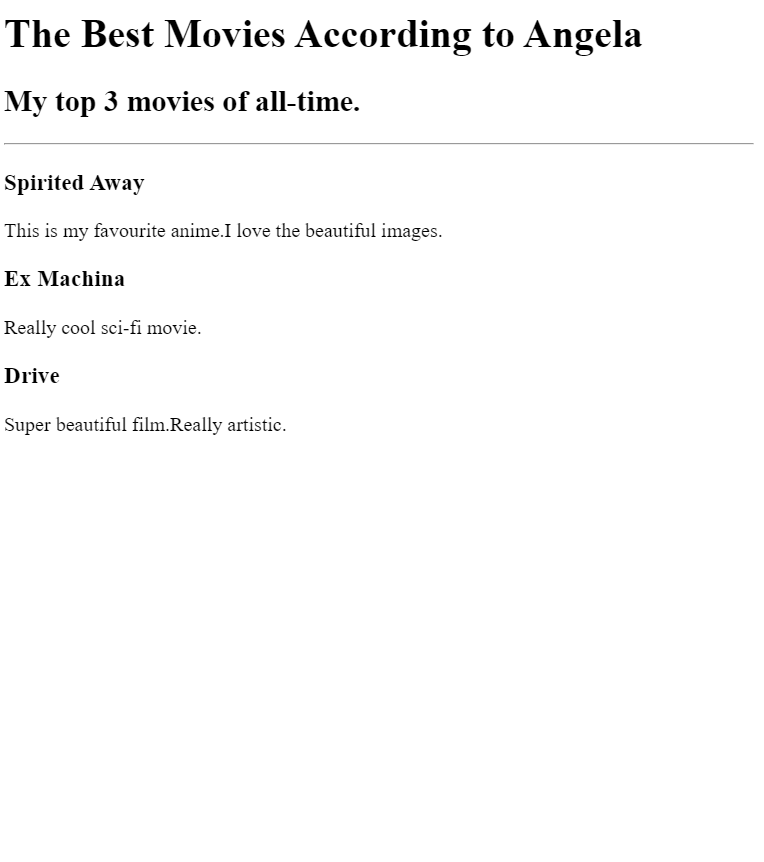 The Best Movies According to Angela
My top 3 movies of all-time.
Spirited Away
This is my favourite anime.I love the beautiful images.
Ex Machina
Really cool sci-fi movie.
Drive
Super beautiful film.Really artistic.